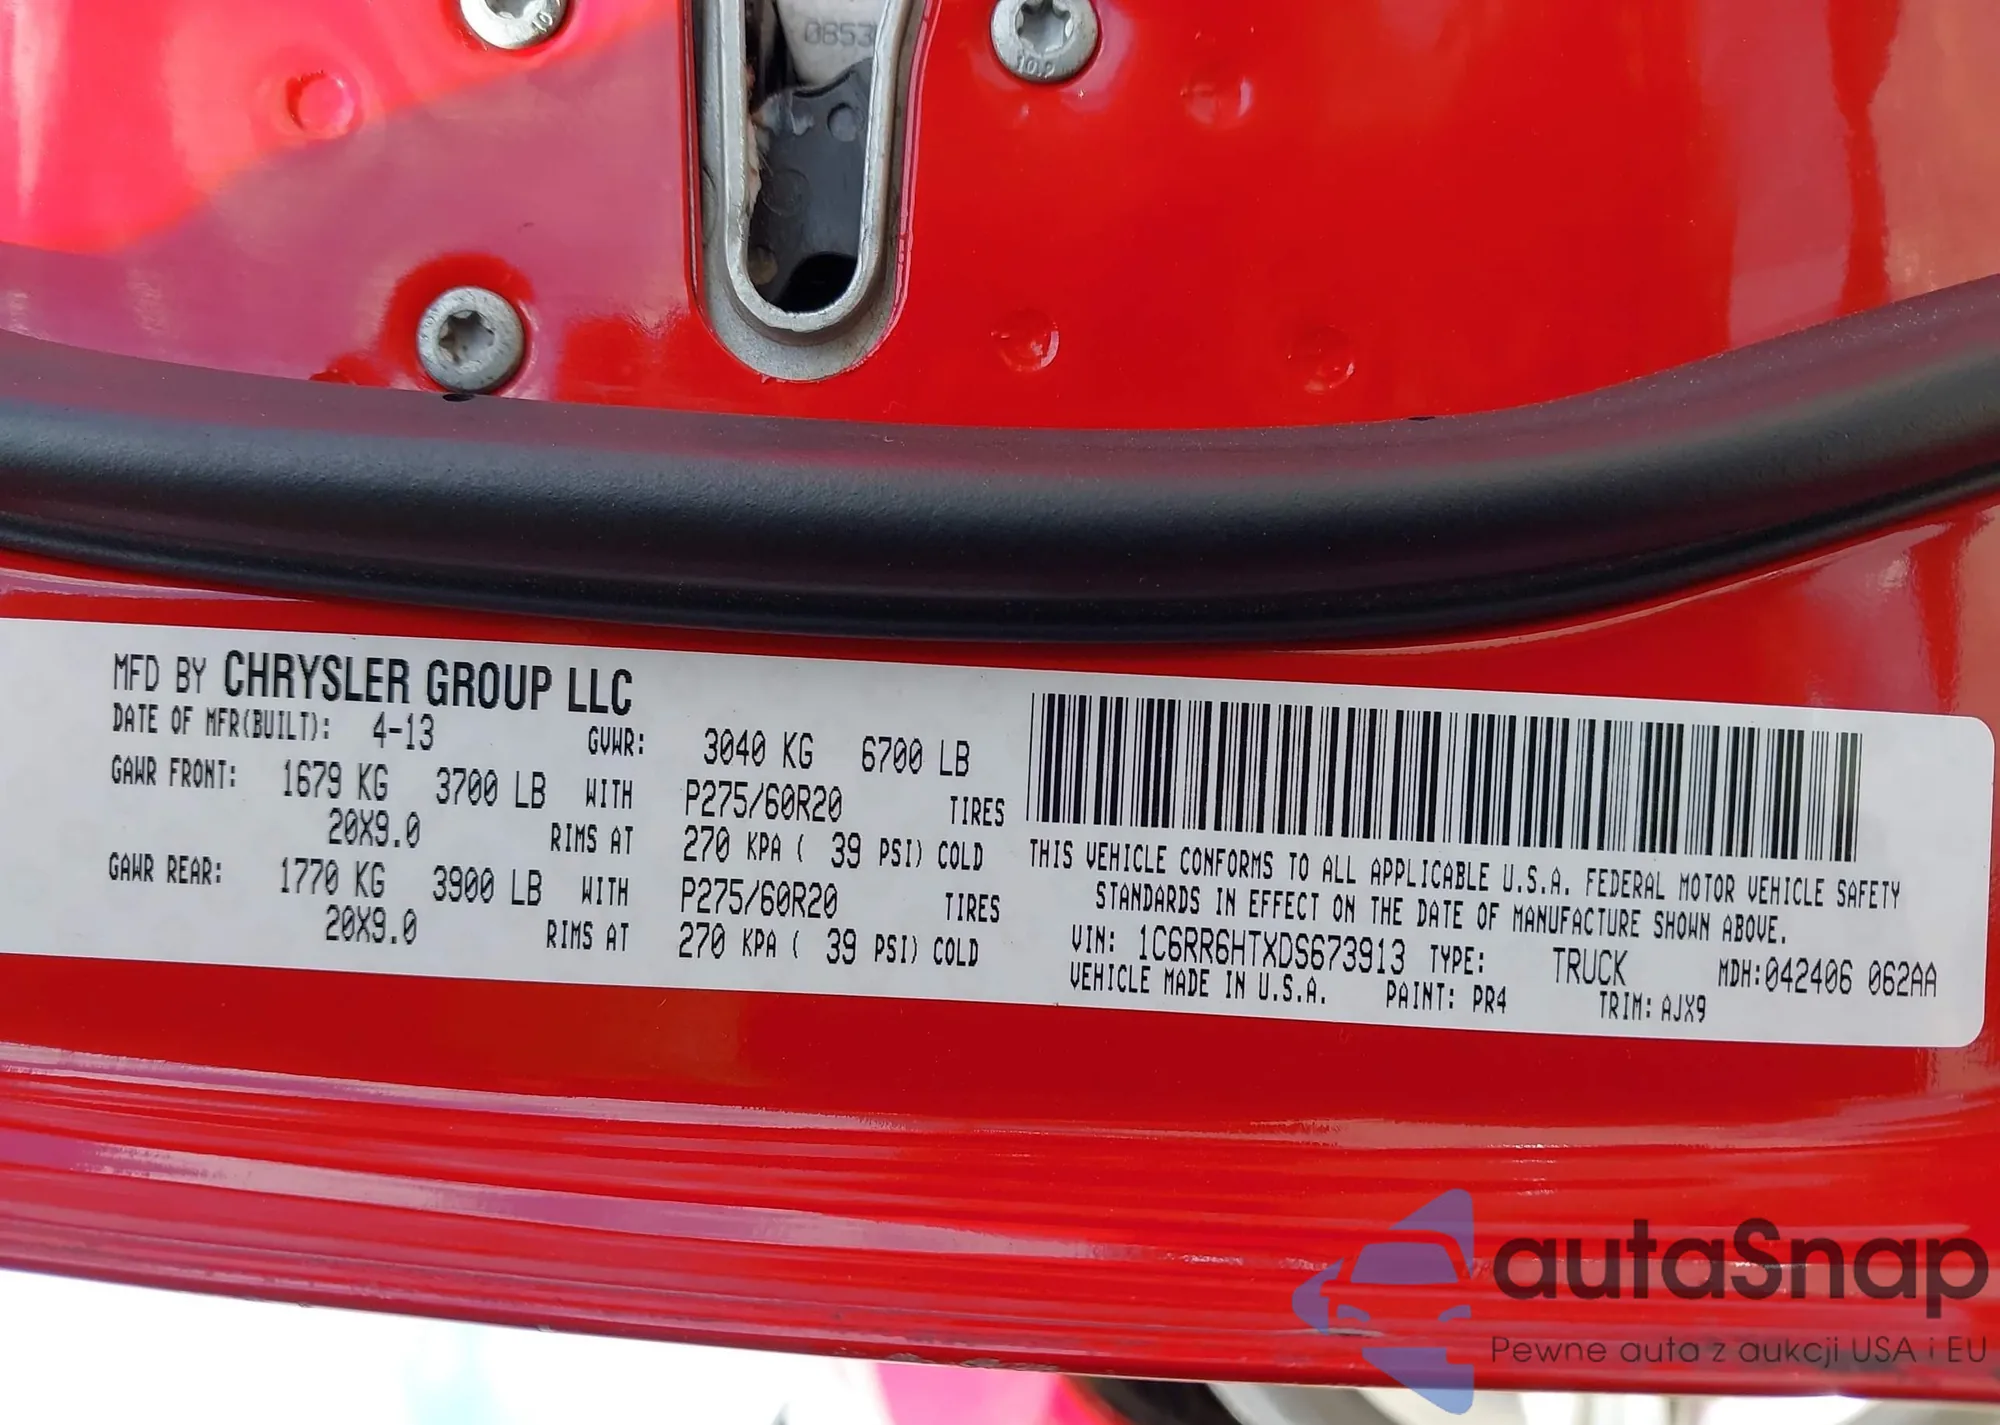 10
0853
10.9
MFD BY CHRYSLER GROUP LLC
DATE OF MFR(BUILT): 4-13 GVWR: 3040 KG 6700 LB
GAWR FRONT: 1679 KG 3700 LB WITH P275/60R20 TIRES
20X9.0 RIMS AT 270 KPA ( 39 PSI) COLD
GAWR REAR: 1770 KG 3900 LB WITH P275/60R20 TIRES
20X9.0 RIMS AT 270 KPA ( 39 PSI) COLD
THIS VEHICLE CONFORMS TO ALL APPLICABLE U.S.A. FEDERAL MOTOR VEHICLE SAFETY
STANDARDS IN EFFECT ON THE DATE OF MANUFACTURE SHOWN ABOVE.
VIN: 1C6RR6HTXDS673913 TYPE: TRUCK MDH:042406 062AA
VEHICLE MADE IN U.S.A. PAINT: PR4 TRIM: AJX9
autaSnap
Pewne auta z aukcji USA i EU